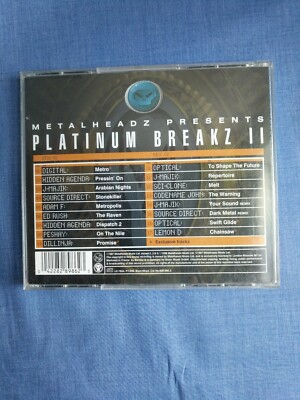 METALHEADZ PRESENTS
PLATINUM BREAKZ II
DIGITAL: Metro
HIDDEN AGENDA: Pressin' On
J-MAJIK: Arabian Nights
SOURCE DIRECT: Stonekiller
ADAM F: Metropolis
ED RUSH: The Raven
HIDDEN AGENDA: Dispatch 2
PESHAY: On The Nile
DILLINJA: Promise
OPTICAL: To Shape The Future
J-MAJIK: Repertoire
SCI-CLONE: Melt
CODENAME JOHN: The Warning
J-MAJIK: Your Sound REMIX
SOURCE DIRECT: Dark Metal REMIX
OPTICAL: Swift Glide
LEMON D: Chainsaw
Exclusive tracks